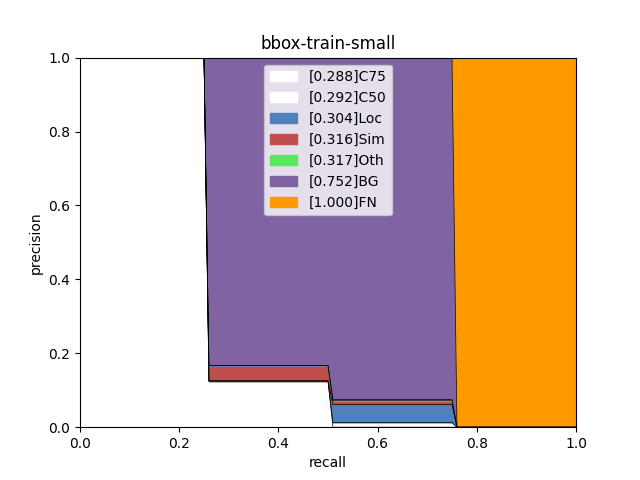 bbox-train-small
1.0
0.8
0.6
0.4
0.2
0.0
precision
[0.288]C75
[0.292]C50
[0.304]Loc
[0.316]Sim
[0.317]Oth
[0.752]BG
[1.000]FN
0.0 0.2 0.4 0.6 0.8 1.0
recall